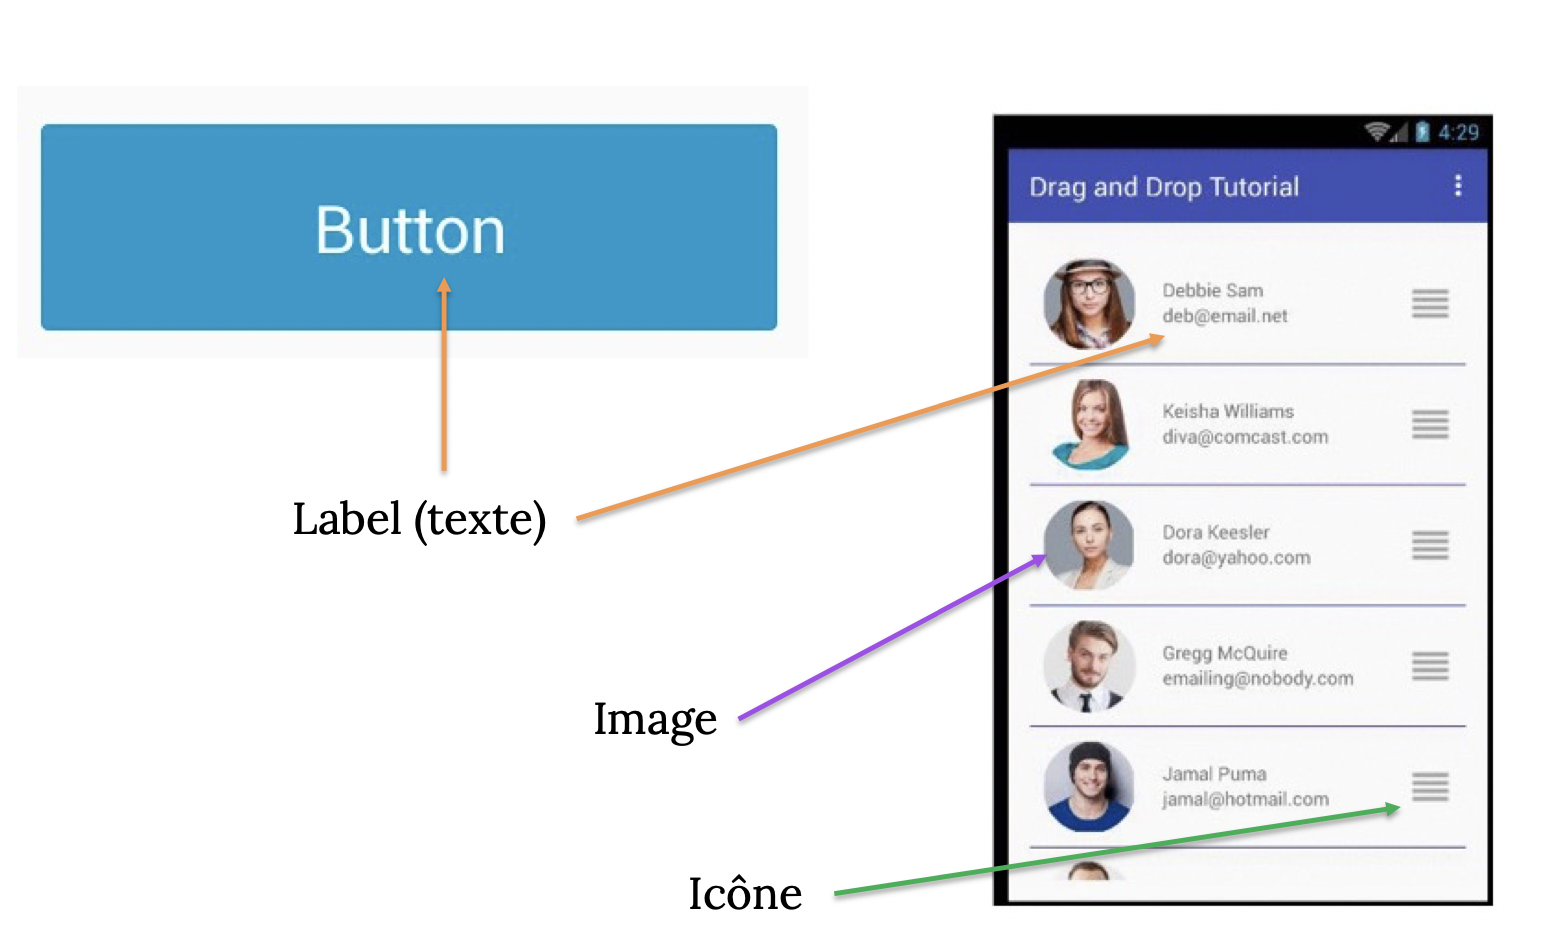 Button
Label (texte)
Image
Icône
4:29
Drag and Drop Tutorial
Debbie Sam
deb@email.net
Keisha Williams
diva@comcast.com
Dora Keesler
dora@yahoo.com
Gregg McQuire
emailing@nobody.com
Jamal Puma
jamal@hotmail.com